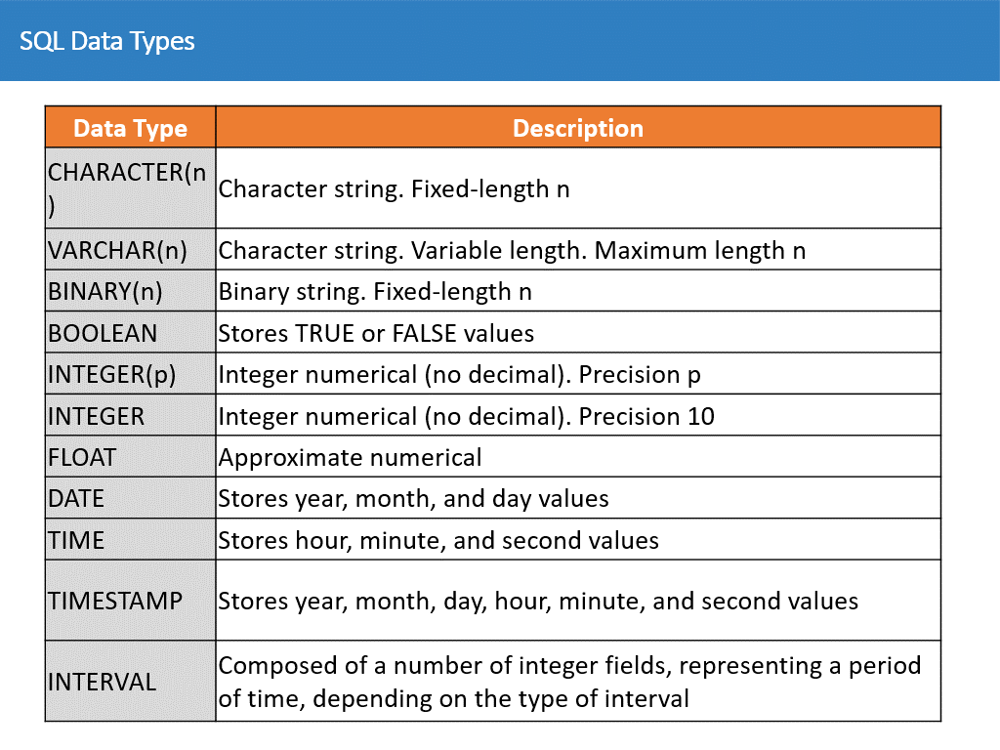 SQL Data Types
Data Type Description
CHARACTER(n
)
Character string. Fixed-length n
VARCHAR(n) Character string. Variable length. Maximum length n
BINARY(n) Binary string. Fixed-length n
BOOLEAN Stores TRUE or FALSE values
INTEGER(p) Integer numerical (no decimal). Precision p
INTEGER Integer numerical (no decimal). Precision 10
FLOAT Approximate numerical
DATE Stores year, month, and day values
TIME Stores hour, minute, and second values
TIMESTAMP Stores year, month, day, hour, minute, and second values
INTERVAL
Composed of a number of integer fields, representing a period
of time, depending on the type of interval